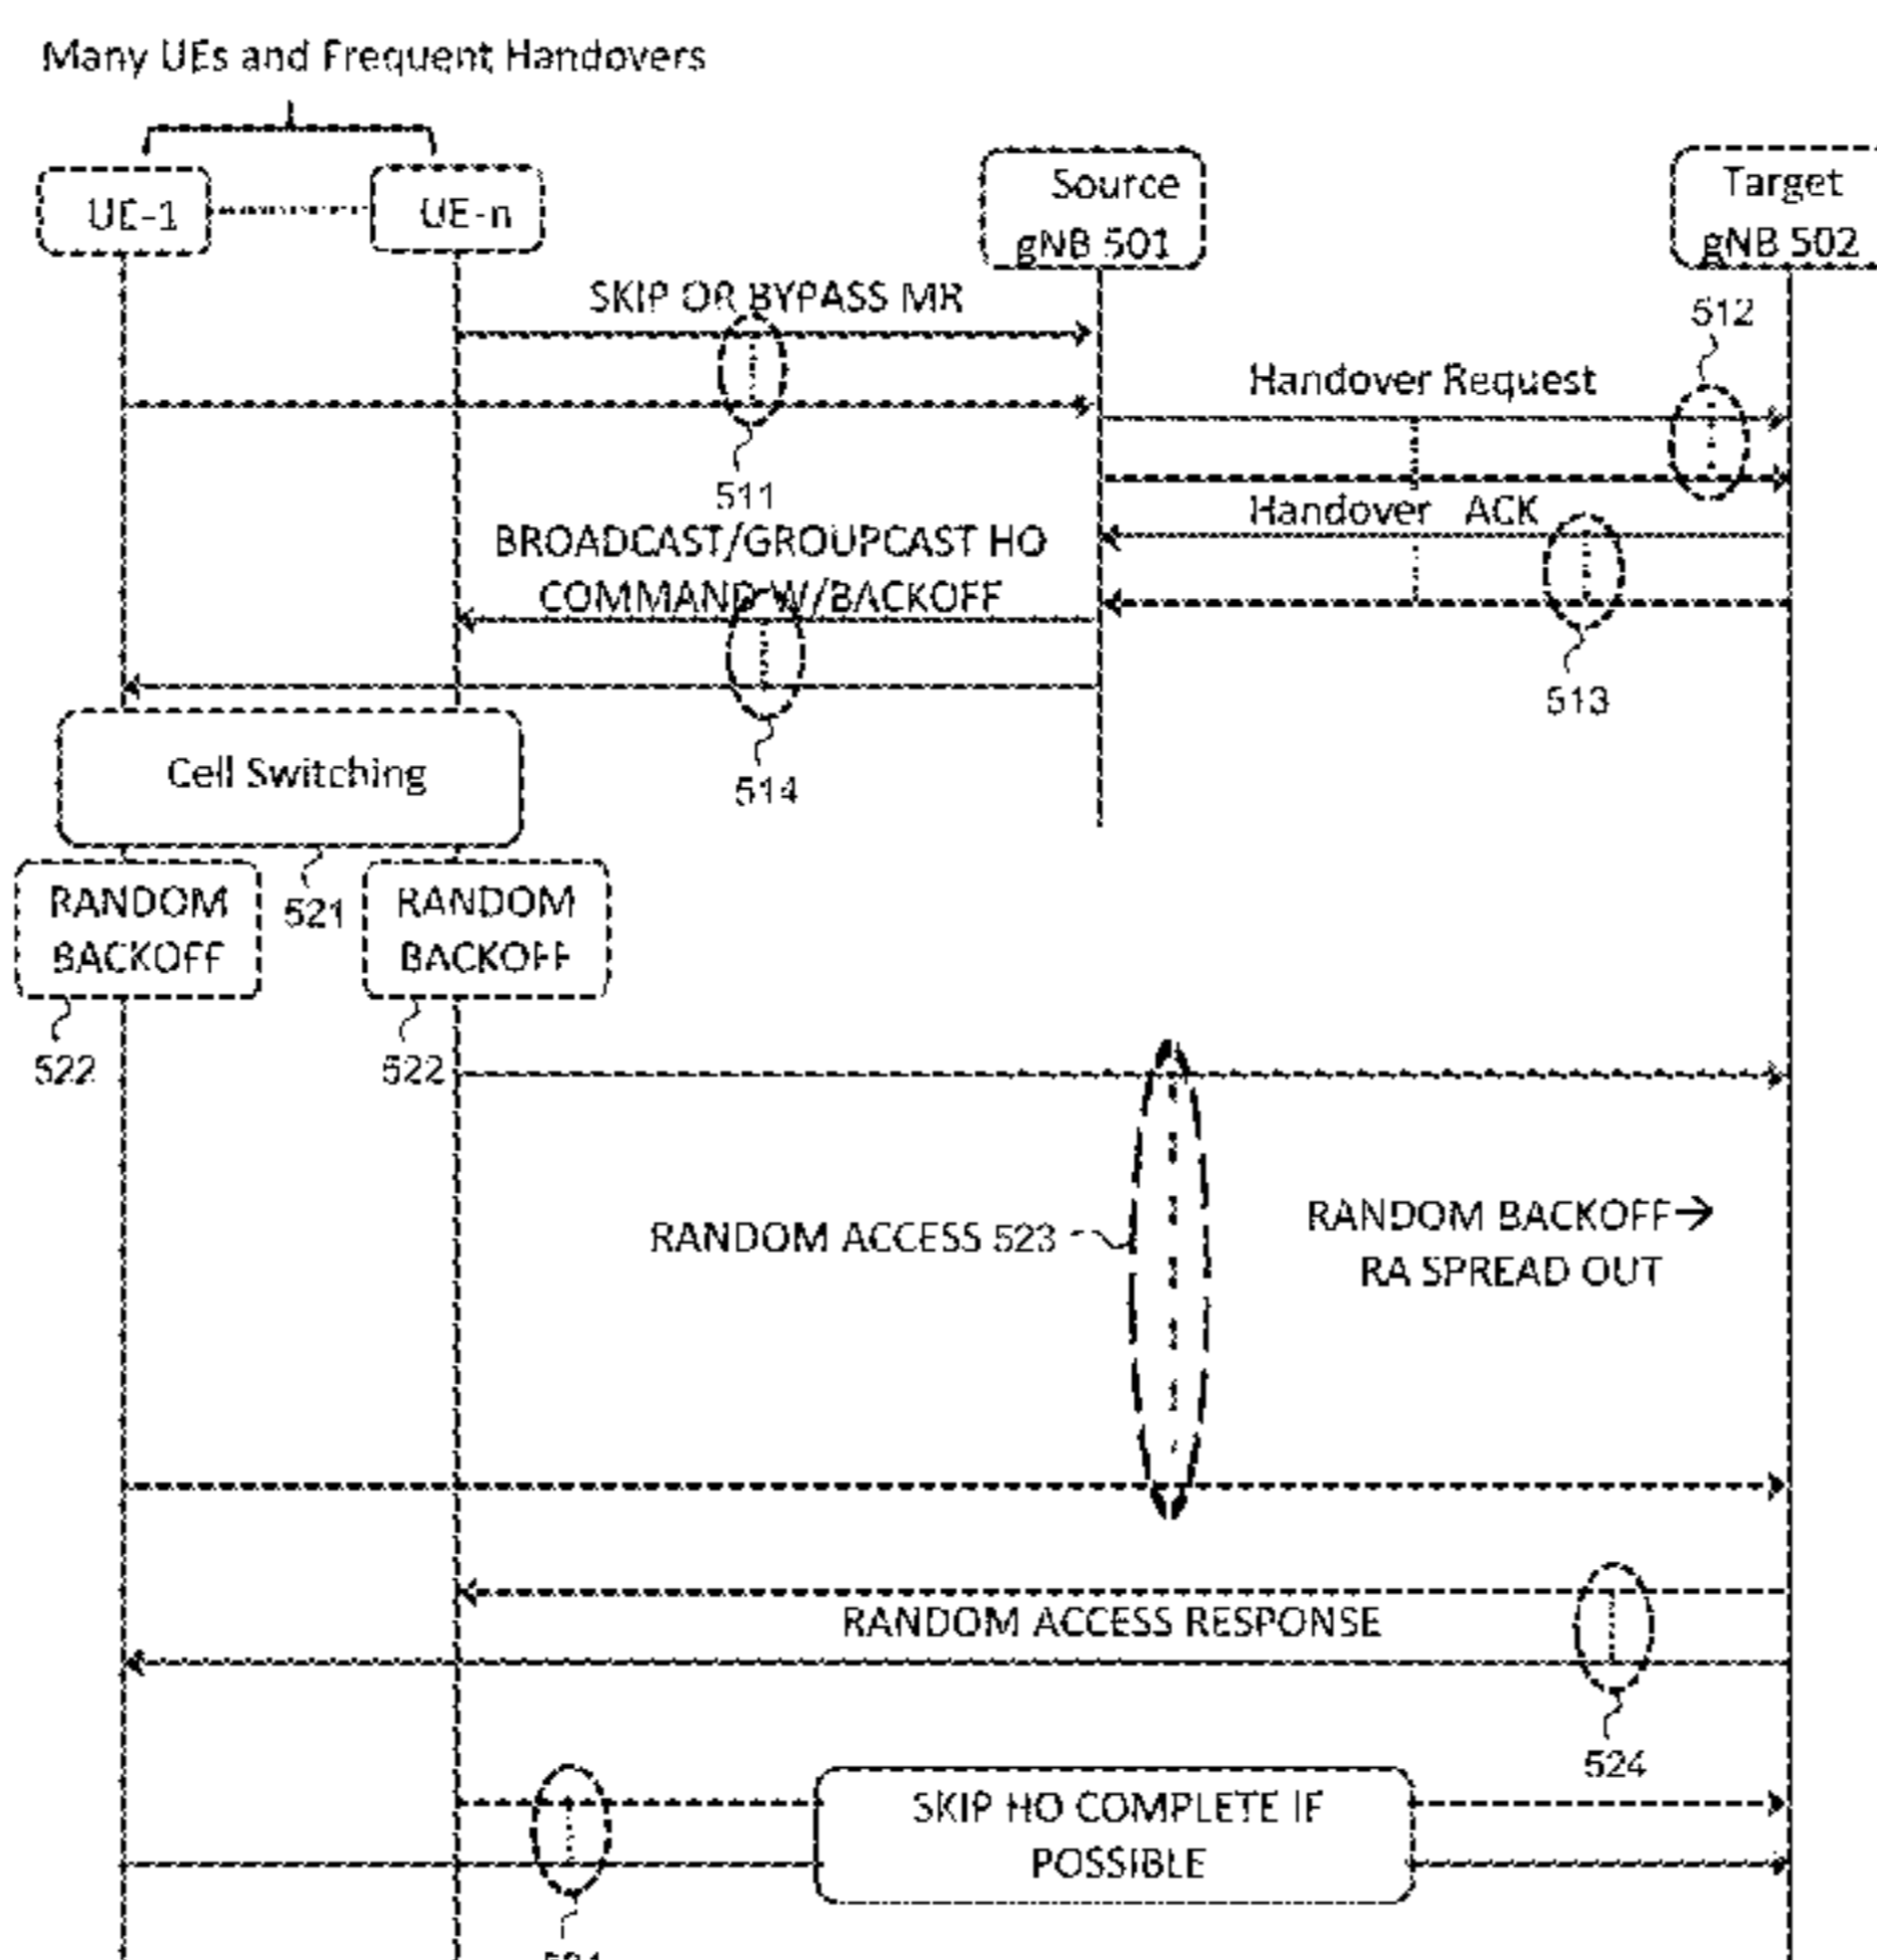 Many UEs and Frequent Handovers
UE-1
UE-n
Source
gNB 501
Target
gNB 502
SKIP OR BYPASS MR
512
Handover Request
511
Handover ACK
BROADCAST/GROUPCAST HO
COMMAND W/BACKOFF
513
514
Cell Switching
521
RANDOM
BACKOFF
RANDOM
BACKOFF
522
522
RANDOM ACCESS 523
RANDOM BACKOFF→
RA SPREAD OUT
RANDOM ACCESS RESPONSE
524
SKIP HO COMPLETE IF
POSSIBLE